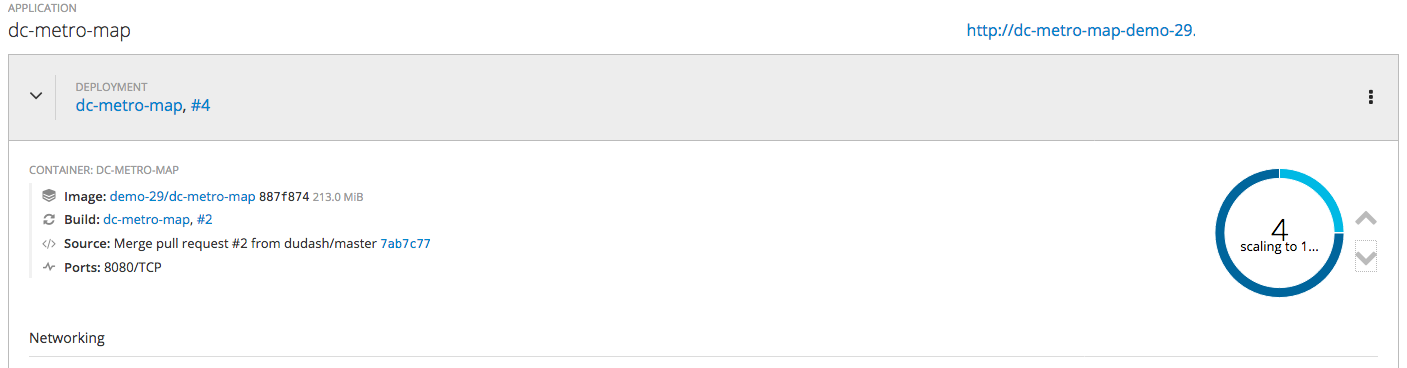 APPLICATION
dc-metro-map
http://dc-metro-map-demo-29.
DEPLOYMENT
dc-metro-map, #4
CONTAINER: DC-METRO-MAP
Image: demo-29/dc-metro-map 887f874 213.0 MiB
Build: dc-metro-map, #2
Source: Merge pull request #2 from dudash/master 7ab7c77
Ports: 8080/TCP
4
scaling to 1...
Networking